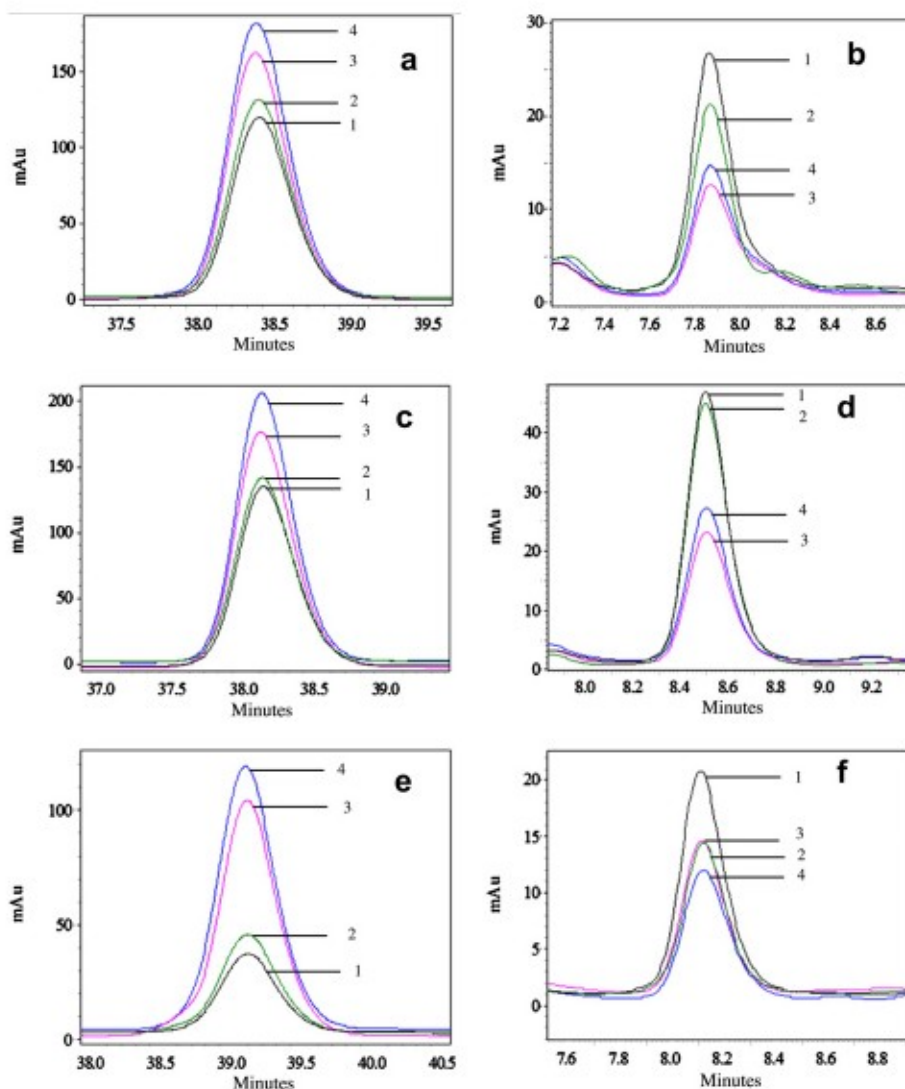 a
mAu
150
100
50
0
4
3
2
1
37.5 38.0 38.5 39.0 39.5
Minutes
b
mAu
30
20
10
0
1
2
4
3
7.2 7.4 7.6 7.8 8.0 8.2 8.4 8.6
Minutes
c
mAu
200
150
100
50
0
4
3
2
1
37.0 37.5 38.0 38.5 39.0
Minutes
d
mAu
40
30
20
10
0
1
2
4
3
8.0 8.2 8.4 8.6 8.8 9.0 9.2
Minutes
e
mAu
100
50
0
4
3
2
1
38.0 38.5 39.0 39.5 40.0 40.5
Minutes
f
mAu
20
15
10
5
0
1
3
2
4
7.6 7.8 8.0 8.2 8.4 8.6 8.8
Minutes